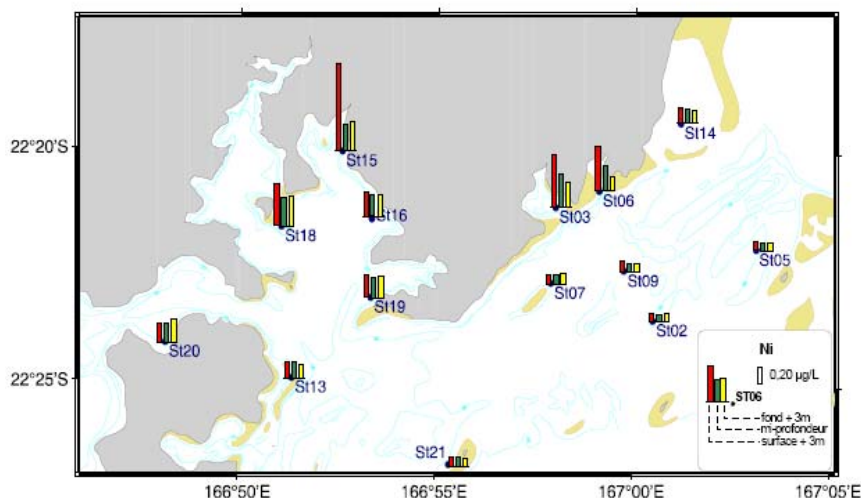 22°20'S
22°25'S
St14
St15
St06
St03
St16
St18
St05
St09
St07
St19
St02
St20
St13
St21
Ni
0,20 µg/L
ST06
fond + 3m
mi-profondeur
surface + 3m
166°50'E
166°55'E
167°00'E
167°05'E